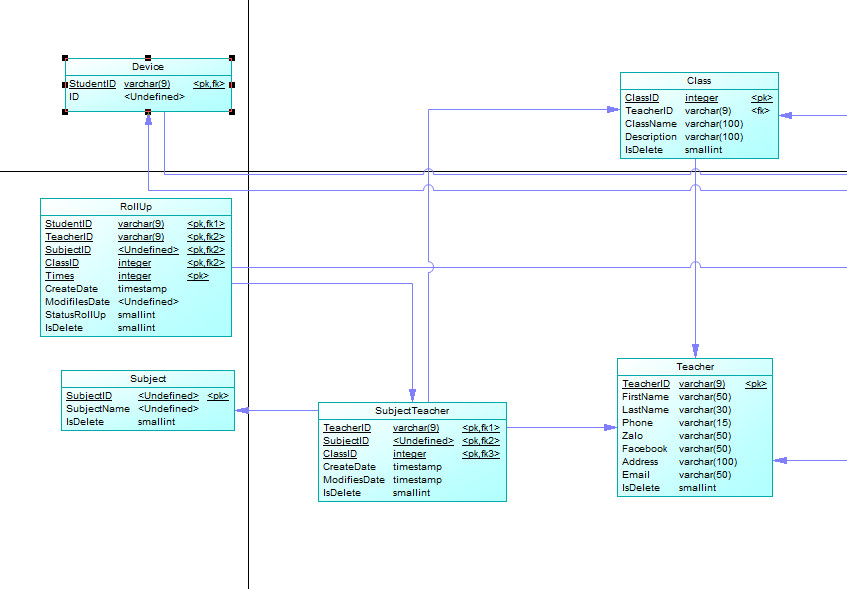 Device
StudentID varchar(9) <pk,fk>
ID <Undefined>
Class
ClassID integer <pk>
TeacherID varchar(9) <fk>
ClassName varchar(100)
Description varchar(100)
IsDelete smallint
RollUp
StudentID varchar(9) <pk,fk1>
TeacherID varchar(9) <pk,fk2>
SubjectID <Undefined> <pk,fk2>
ClassID integer <pk,fk2>
Times integer <pk>
CreateDate timestamp
ModifilesDate <Undefined>
StatusRollUp smallint
IsDelete smallint
Subject
SubjectID <Undefined> <pk>
SubjectName <Undefined>
IsDelete smallint
SubjectTeacher
TeacherID varchar(9) <pk,fk1>
SubjectID <Undefined> <pk,fk2>
ClassID integer <pk,fk3>
CreateDate timestamp
ModifiesDate timestamp
IsDelete smallint
Teacher
TeacherID varchar(9) <pk>
FirstName varchar(50)
LastName varchar(30)
Phone varchar(15)
Zalo varchar(50)
Facebook varchar(50)
Address varchar(100)
Email varchar(50)
IsDelete smallint